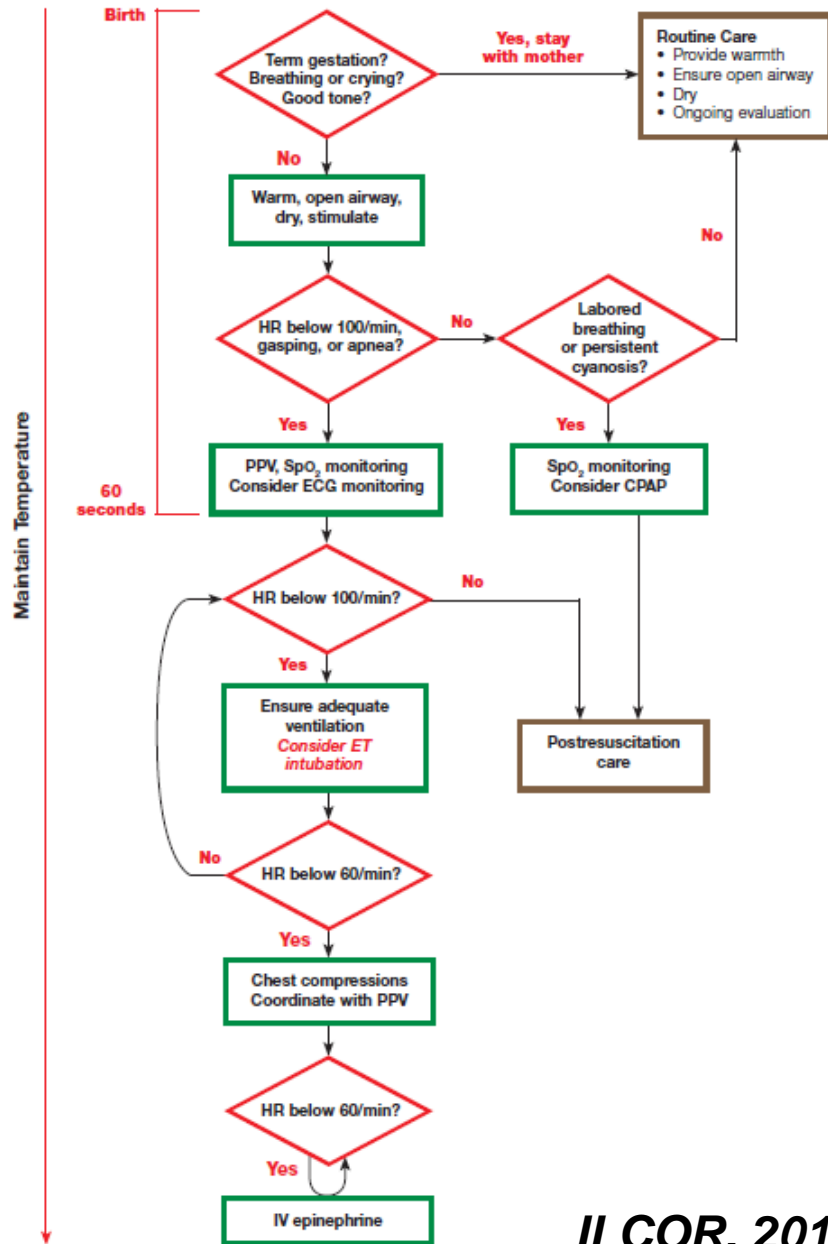 Birth
Term gestation?
Breathing or crying?
Good tone?
Yes, stay
with mother
Routine Care
• Provide warmth
• Ensure open airway
• Dry
• Ongoing evaluation
No
Warm, open airway,
dry, stimulate
No
HR below 100/min,
gasping, or apnea?
No
Labored
breathing
or persistent
cyanosis?
Yes
Yes
PPV, SpO₂ monitoring
Consider ECG monitoring
SpO₂ monitoring
Consider CPAP
60
seconds
Maintain Temperature
HR below 100/min?
No
Yes
Ensure adequate
ventilation
Consider ET
intubation
Postresuscitation
care
No
HR below 60/min?
Yes
Chest compressions
Coordinate with PPV
HR below 60/min?
Yes
IV epinephrine